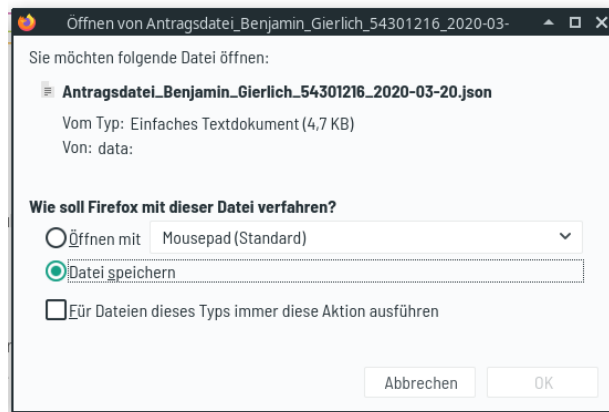 Öffnen von Antragsdatei_Benjamin_Gierlich_54301216_2020-03-
Sie möchten folgende Datei öffnen:
Antragsdatei_Benjamin_Gierlich_54301216_2020-03-20.json
Vom Typ: Einfaches Textdokument (4,7 KB)
Von: data:
Wie soll Firefox mit dieser Datei verfahren?
Öffnen mit Mousepad (Standard)
Datei speichern
Für Dateien dieses Typs immer diese Aktion ausführen
Abbrechen OK